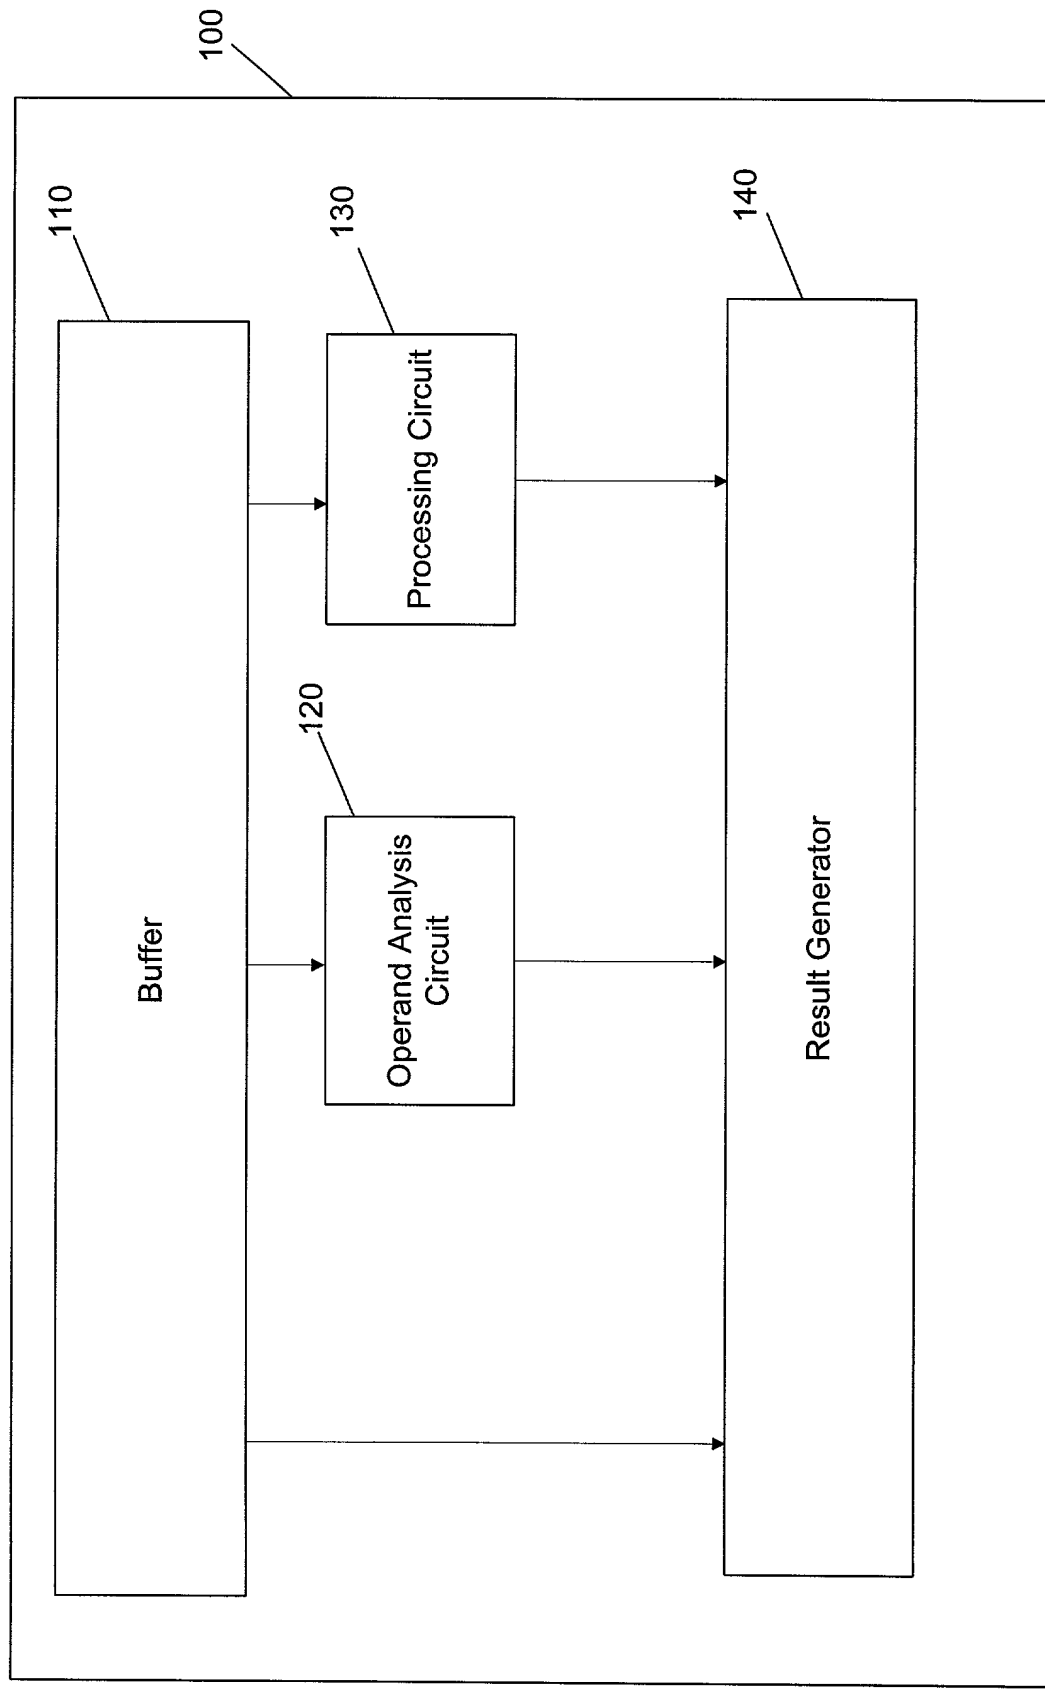 100
110
Buffer
120
Operand Analysis
Circuit
130
Processing Circuit
140
Result Generator